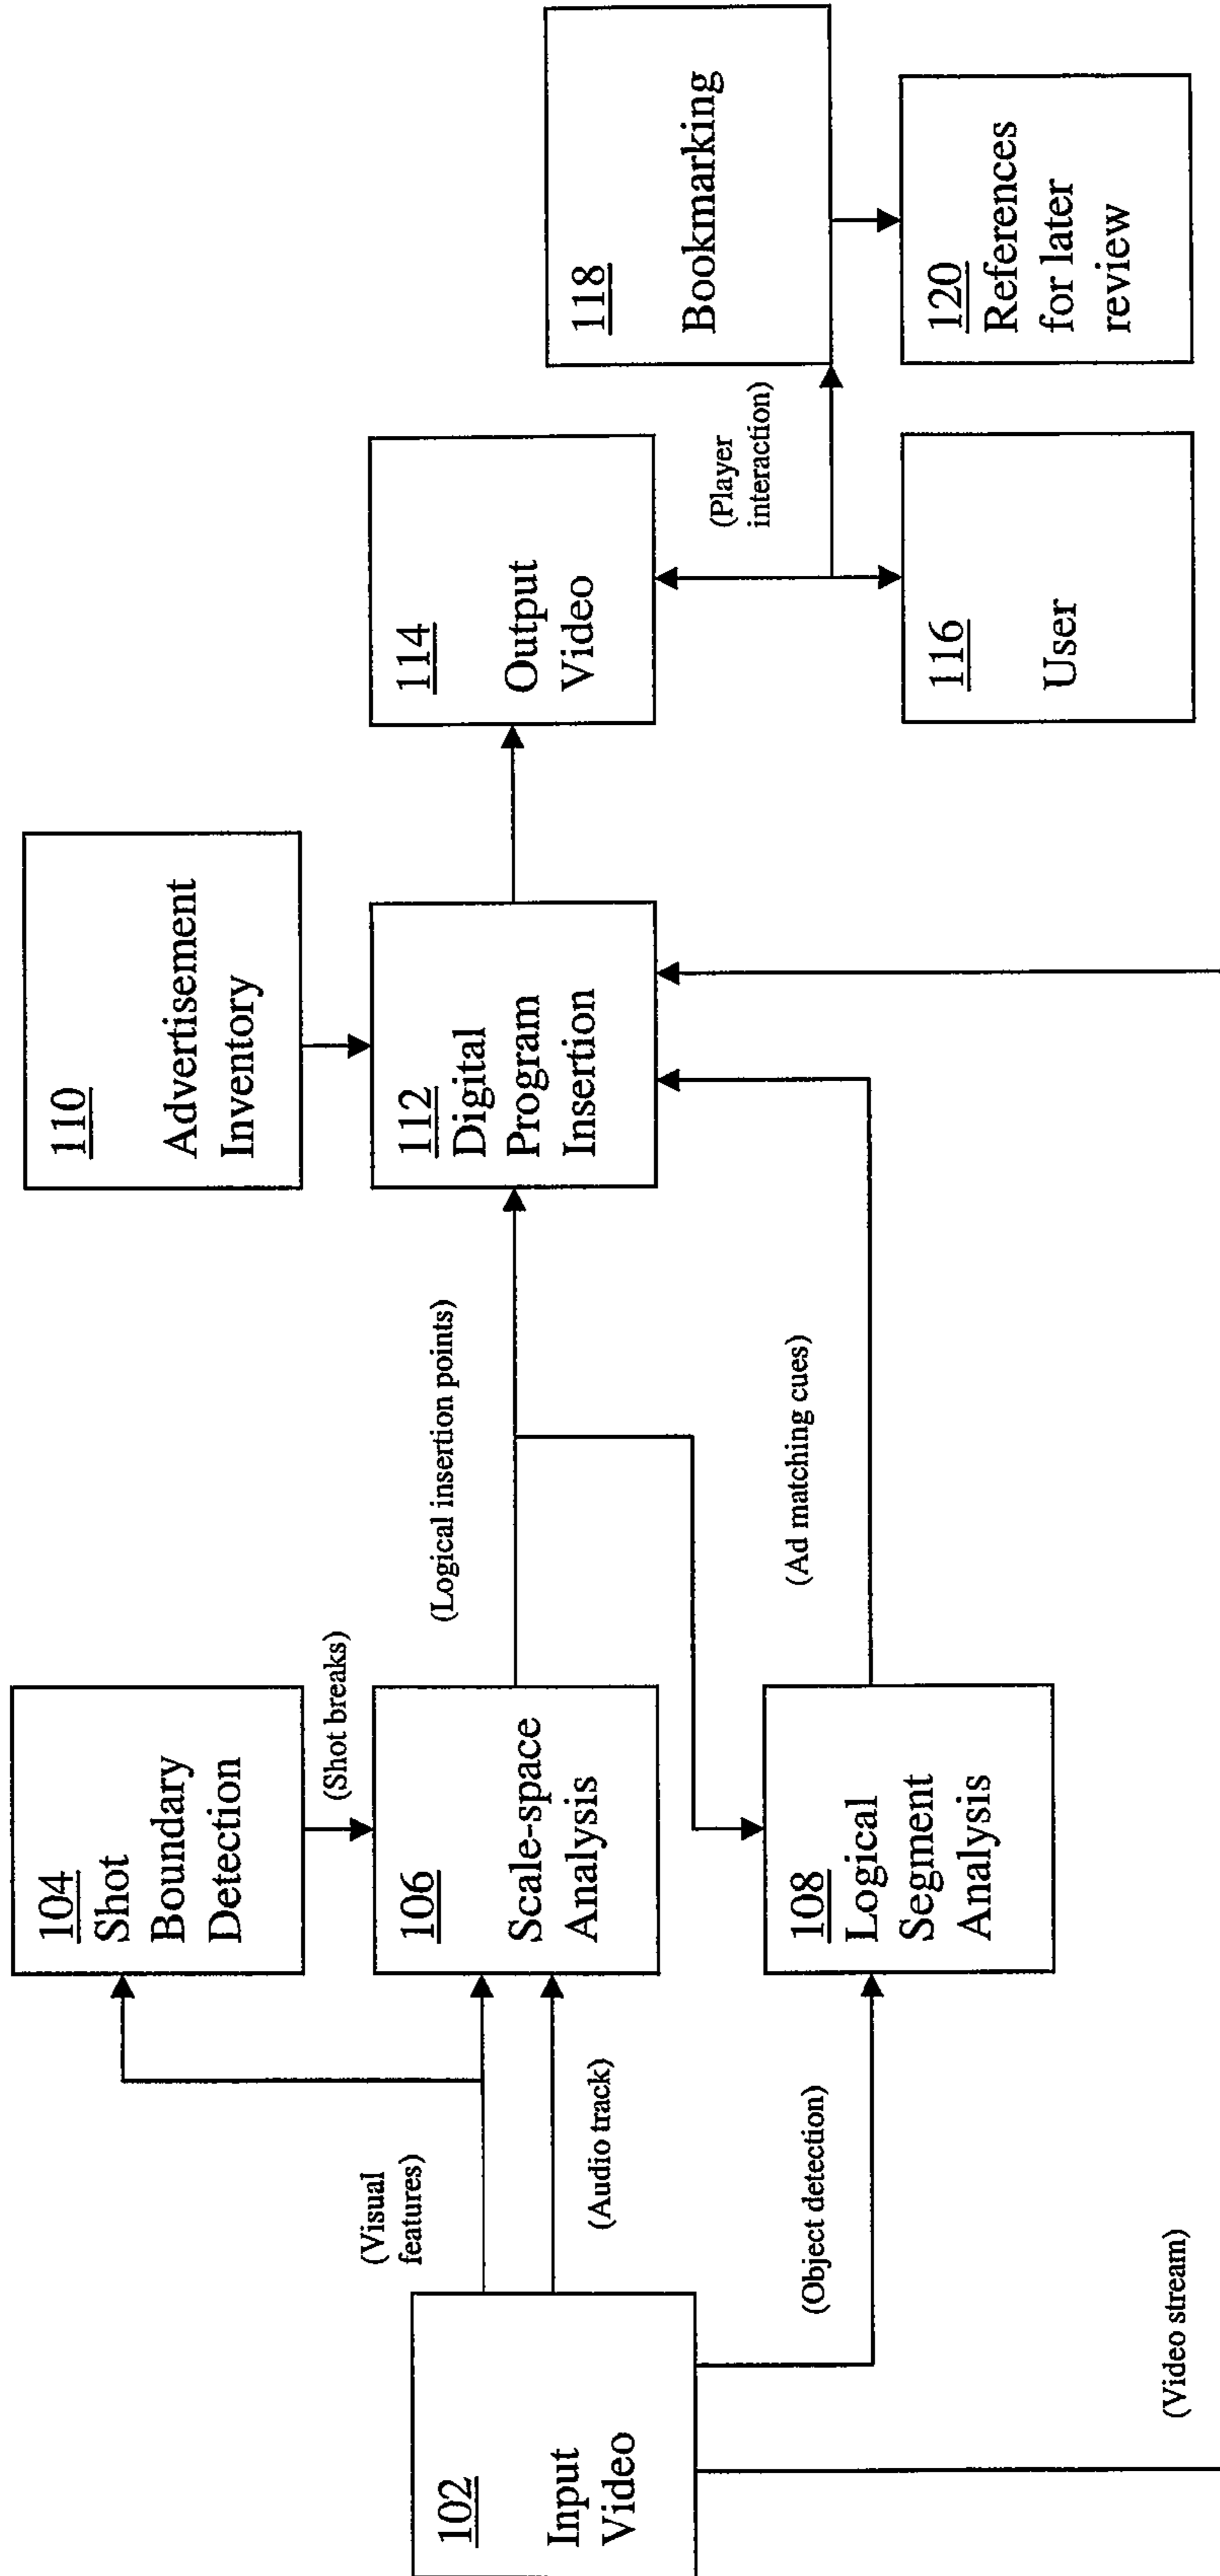 102
Input
Video
(Visual
features)
(Audio track)
(Object detection)
(Video stream)
104
Shot
Boundary
Detection
(Shot breaks)
106
Scale-space
Analysis
108
Logical
Segment
Analysis
(Logical insertion points)
(Ad matching cues)
110
Advertisement
Inventory
112
Digital
Program
Insertion
114
Output
Video
(Player
interaction)
116
User
118
Bookmarking
120
References
for later
review